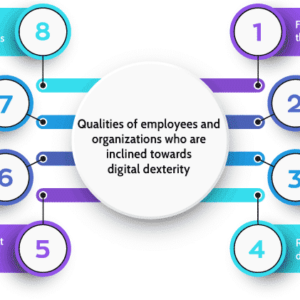 8
1
7
2
Qualities of employees and
organizations who are
inclined towards
digital dexterity
6
3
5
4